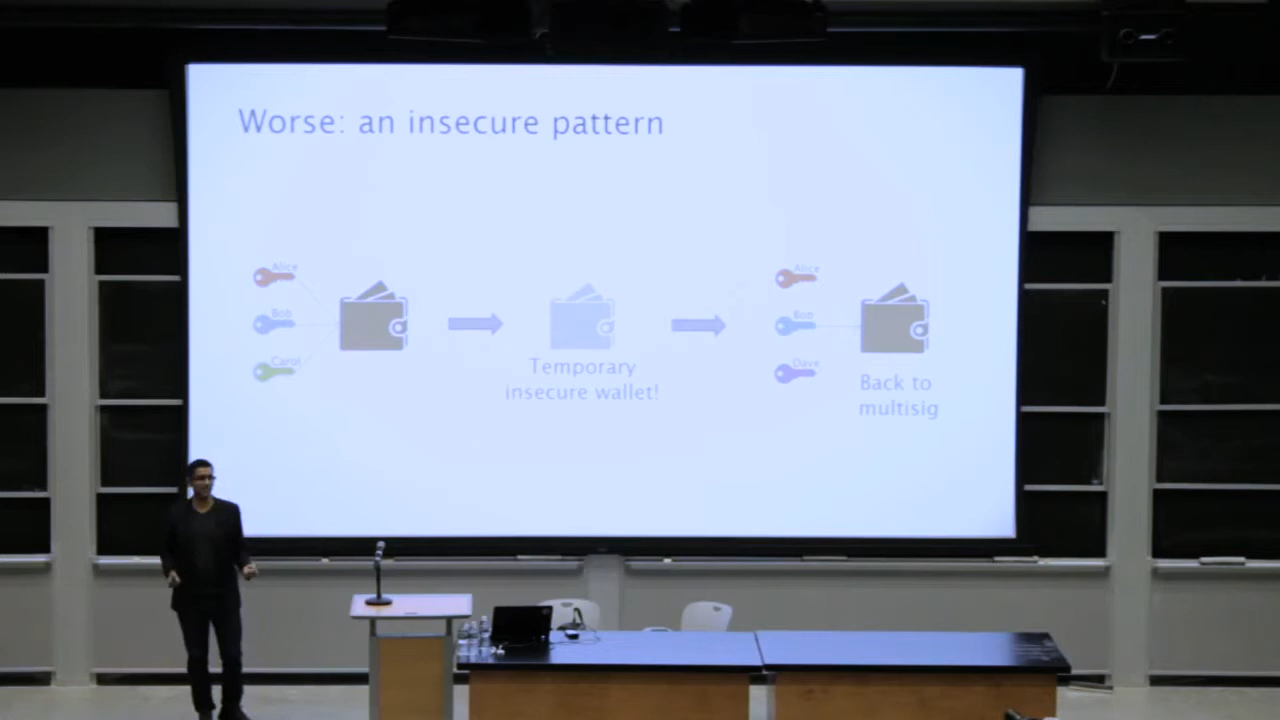 Worse: an insecure pattern
Alice
Bob
Carol
Temporary
insecure wallet!
Alice
Bob
Dave
Back to
multisig